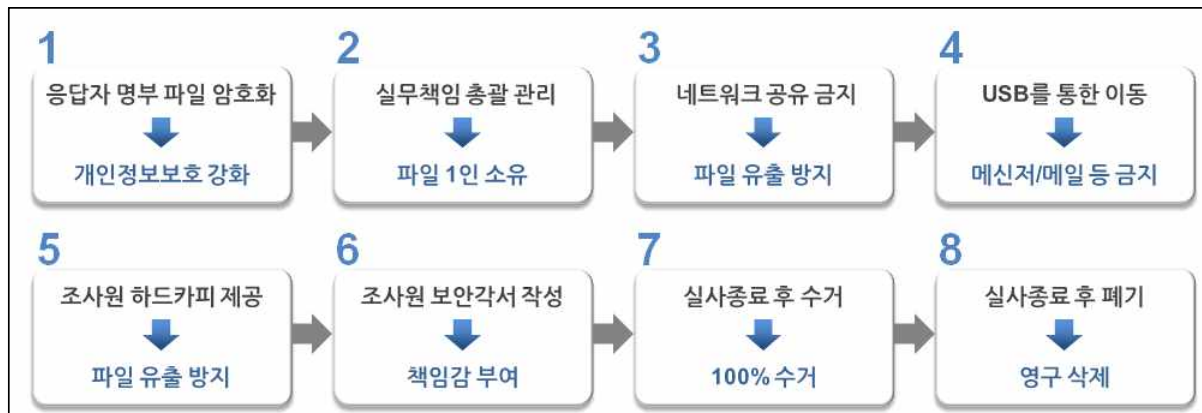 1
응답자 명부 파일 암호화
개인정보보호 강화
2
실무책임 총괄 관리
파일 1인 소유
3
네트워크 공유 금지
파일 유출 방지
4
USB를 통한 이동
메신저/메일 등 금지
5
조사원 하드카피 제공
파일 유출 방지
6
조사원 보안각서 작성
책임감 부여
7
실사종료 후 수거
100% 수거
8
실사종료 후 폐기
영구 삭제